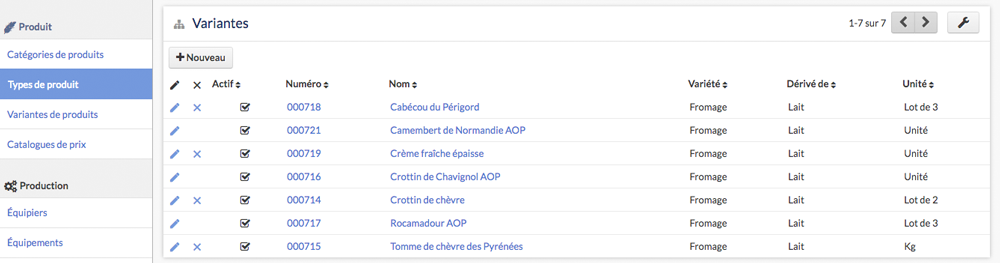 Produit
Catégories de produits
Types de produit
Variantes de produits
Catalogues de prix
Production
Équipiers
Équipements
Variantes
1-7 sur 7
Nouveau
Actif Numéro Nom Variété Dérivé de Unité
000718 Cabécou du Périgord Fromage Lait Lot de 3
000721 Camembert de Normandie AOP Fromage Lait Unité
000719 Crème fraîche épaisse Fromage Lait Unité
000716 Crottin de Chavignol AOP Fromage Lait Unité
000714 Crottin de chèvre Fromage Lait Lot de 2
000717 Rocamadour AOP Fromage Lait Lot de 3
000715 Tomme de chèvre des Pyrénées Fromage Lait Kg